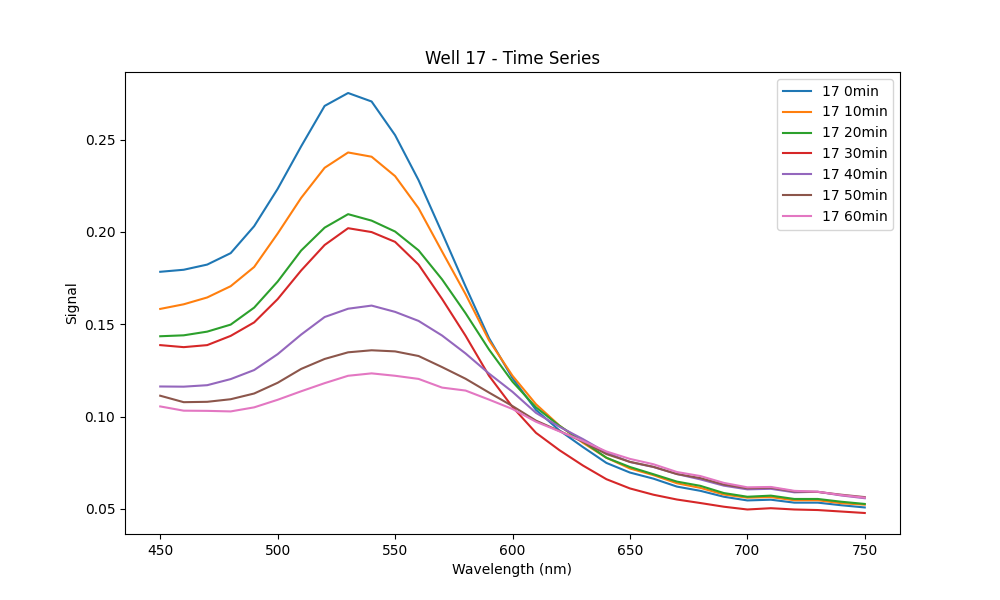 Well 17 - Time Series
17 0min
17 10min
17 20min
17 30min
17 40min
17 50min
17 60min
Signal
0.25
0.20
0.15
0.10
0.05
450 500 550 600 650 700 750
Wavelength (nm)